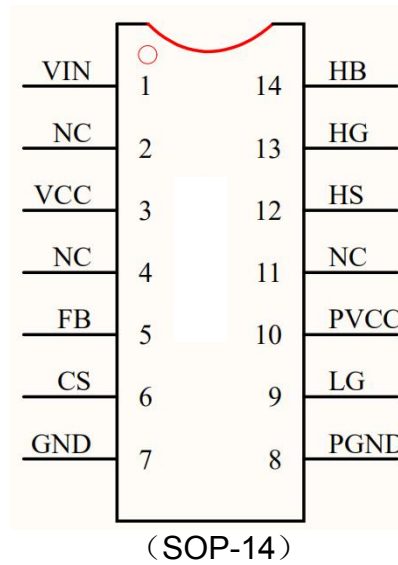 VIN 1 14 HB
NC 2 13 HG
VCC 3 12 HS
NC 4 11 NC
FB 5 10 PVCC
CS 6 9 LG
GND 7 8 PGND
（SOP-14）